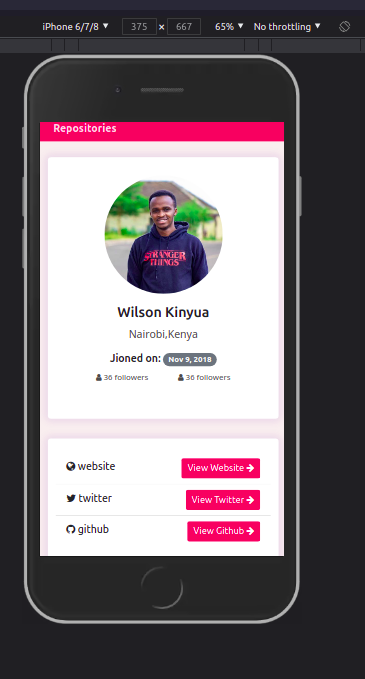 iPhone 6/7/8 ▼ 375 × 667 65% ▼ No throttling ▼
Repositories
STRANGER
THINGS
Wilson Kinyua
Nairobi,Kenya
Jioned on: Nov 9, 2018
36 followers 36 followers
website View Website
twitter View Twitter
github View Github